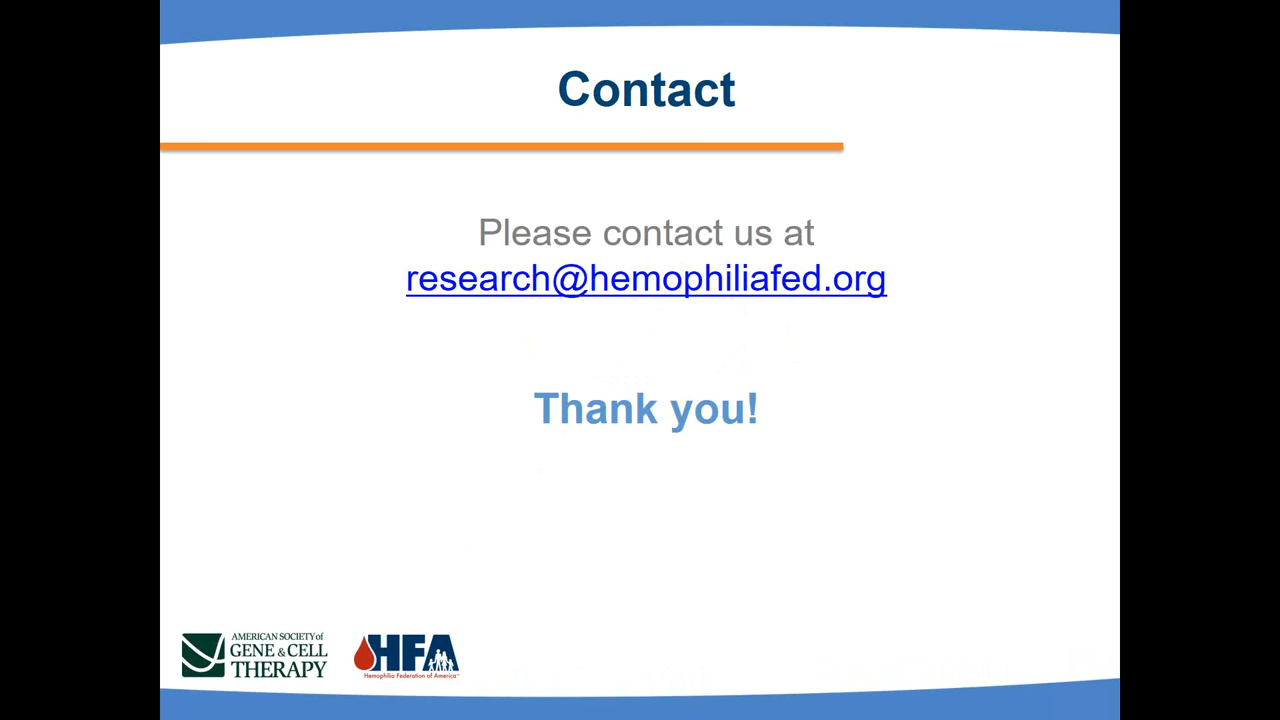 Contact
Please contact us at
research@hemophiliafed.org
Thank you!
AMERICAN SOCIETY of
GENE & CELL
THERAPY
HFA
Hemophilia Federation of America™